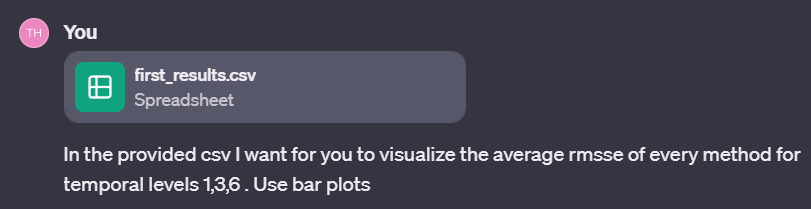 TH
You
first_results.csv
Spreadsheet
In the provided csv I want for you to visualize the average rmsse of every method for
temporal levels 1,3,6 . Use bar plots